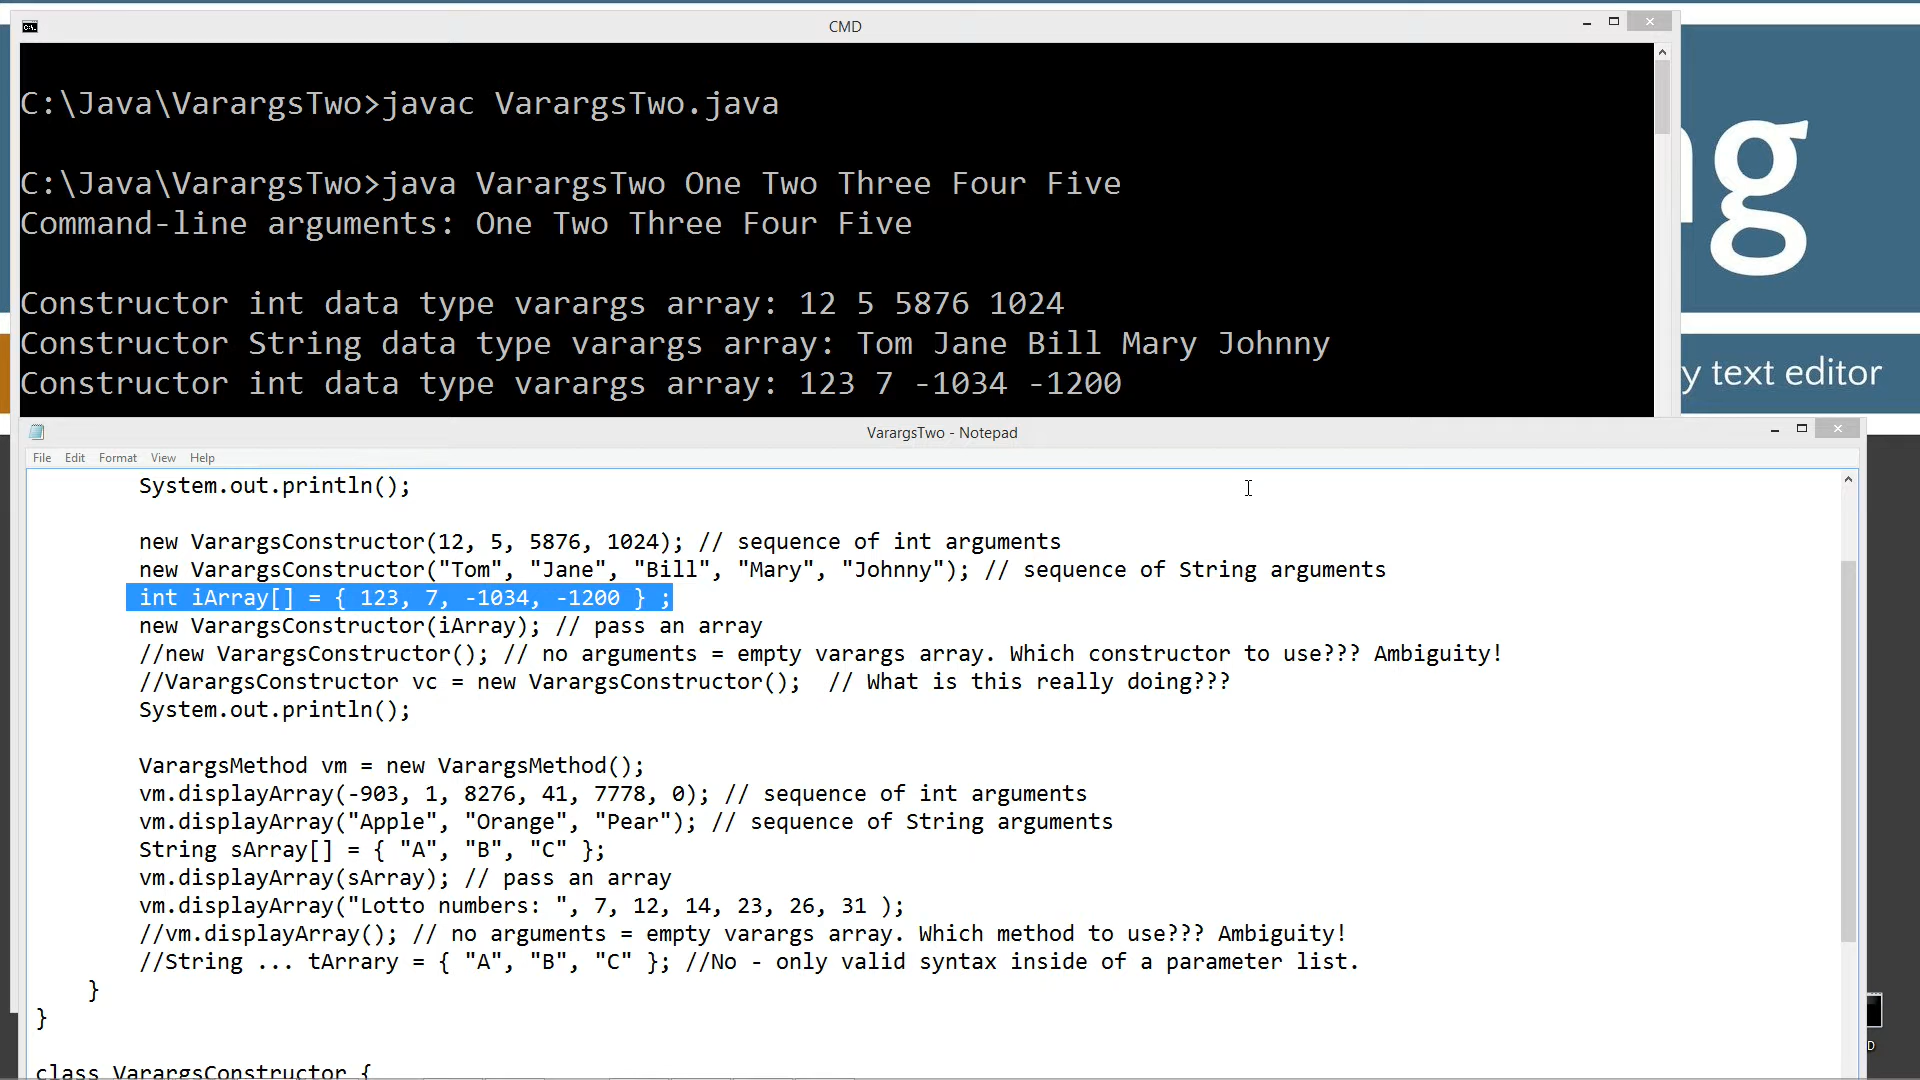 CMD
C:\Java\VarargsTwo>javac VarargsTwo.java
C:\Java\VarargsTwo>java VarargsTwo One Two Three Four Five
Command-line arguments: One Two Three Four Five
Constructor int data type varargs array: 12 5 5876 1024
Constructor String data type varargs array: Tom Jane Bill Mary Johnny
Constructor int data type varargs array: 123 7 -1034 -1200
g
y text editor
VarargsTwo - Notepad
File Edit Format View Help
System.out.println();
new VarargsConstructor(12, 5, 5876, 1024); // sequence of int arguments
new VarargsConstructor("Tom", "Jane", "Bill", "Mary", "Johnny"); // sequence of String arguments
int iArray[] = { 123, 7, -1034, -1200 } ;
new VarargsConstructor(iArray); // pass an array
//new VarargsConstructor(); // no arguments = empty varargs array. Which constructor to use??? Ambiguity!
//VarargsConstructor vc = new VarargsConstructor();  // What is this really doing???
System.out.println();
VarargsMethod vm = new VarargsMethod();
vm.displayArray(-903, 1, 8276, 41, 7778, 0); // sequence of int arguments
vm.displayArray("Apple", "Orange", "Pear"); // sequence of String arguments
String sArray[] = { "A", "B", "C" };
vm.displayArray(sArray); // pass an array
vm.displayArray("Lotto numbers: ", 7, 12, 14, 23, 26, 31 );
//vm.displayArray(); // no arguments = empty varargs array. Which method to use??? Ambiguity!
//String ... tArrary = { "A", "B", "C" }; //No - only valid syntax inside of a parameter list.
}
}
class VarargsConstructor {
D